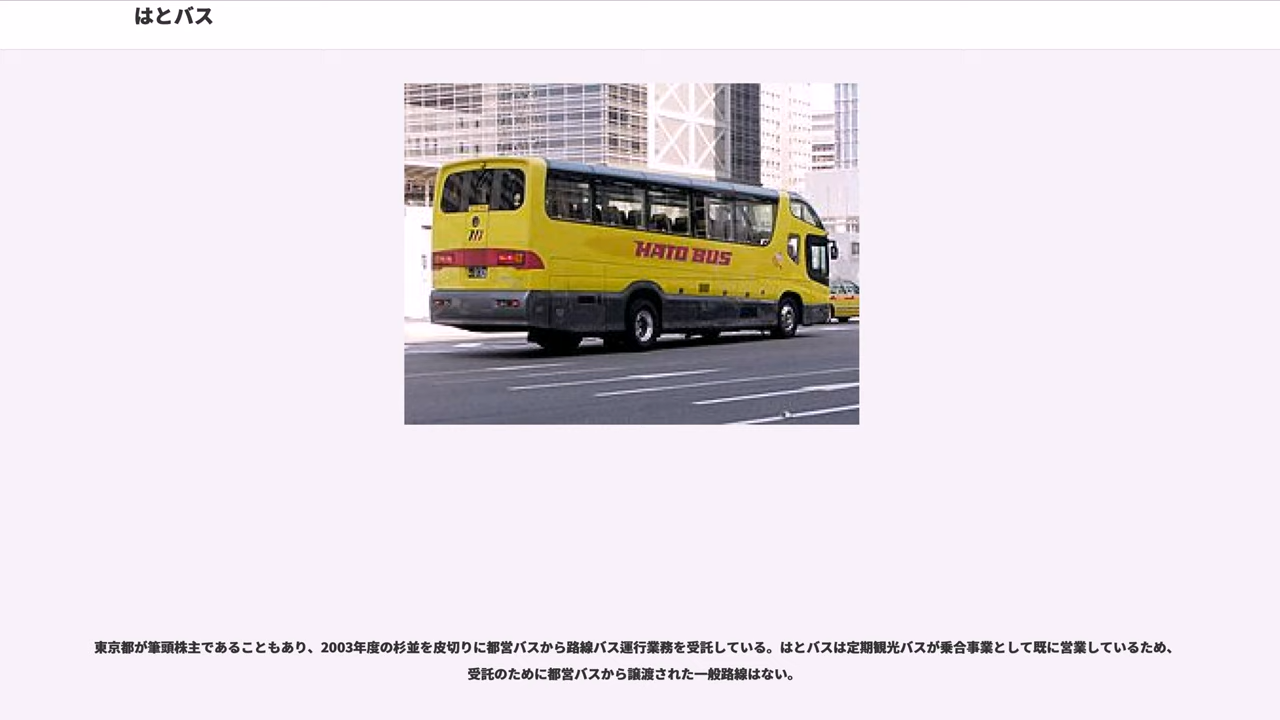 はとバス
HATO BUS
東京都が筆頭株主であることもあり、2003年度の杉並を皮切りに都営バスから路線バス運行業務を受託している。はとバスは定期観光バスが乗合事業として既に営業しているため、
受託のために都営バスから譲渡された一般路線はない。